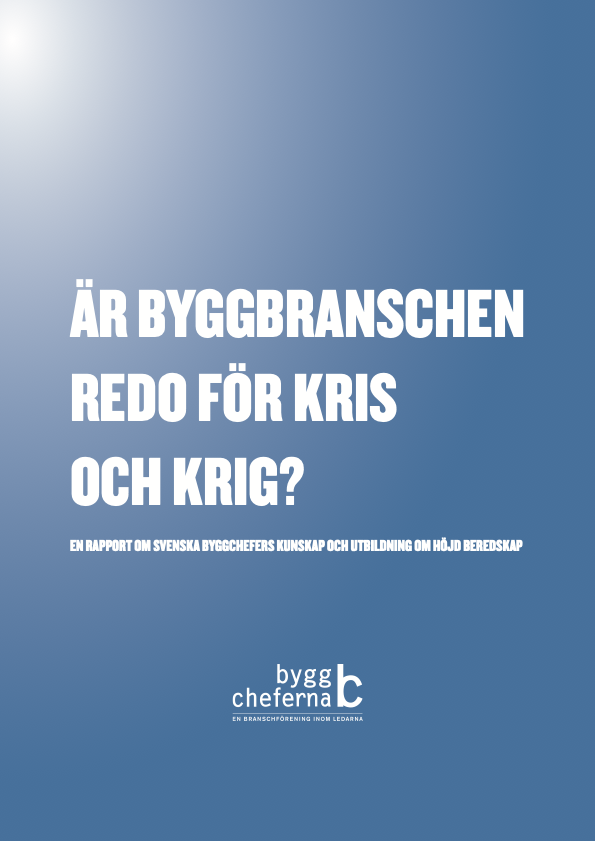 ÄR BYGGBRANSCHEN
REDO FÖR KRIS
OCH KRIG?
EN RAPPORT OM SVENSKA BYGGCHEFERS KUNSKAP OCH UTBILDNING OM HÖJD BEREDSKAP
bygg
cheferna bc
EN BRANSCHFÖRENING INOM LEDARNA